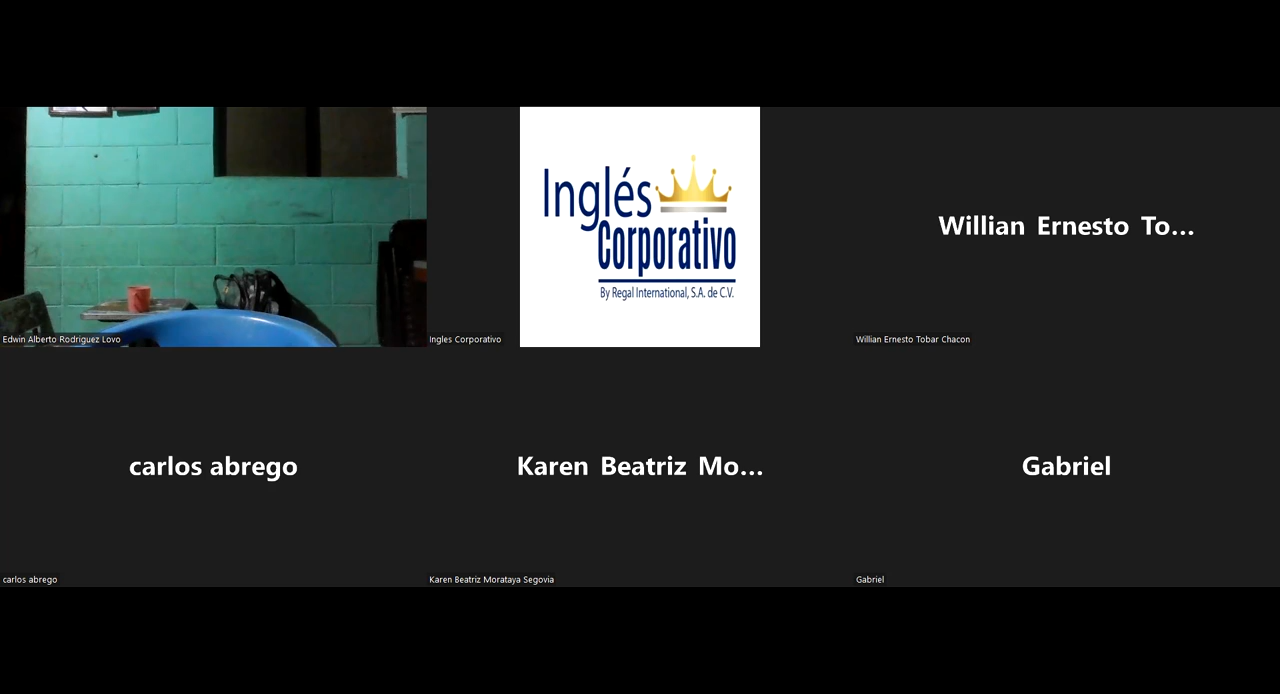 Edwin Alberto Rodriguez Lovo
Inglés
Corporativo
By Regal International, S.A. de C.V.
Ingles Corporativo
Willian Ernesto To...
Willian Ernesto Tobar Chacon
carlos abrego
carlos abrego
Karen Beatriz Mo...
Karen Beatriz Morataya Segovia
Gabriel
Gabriel